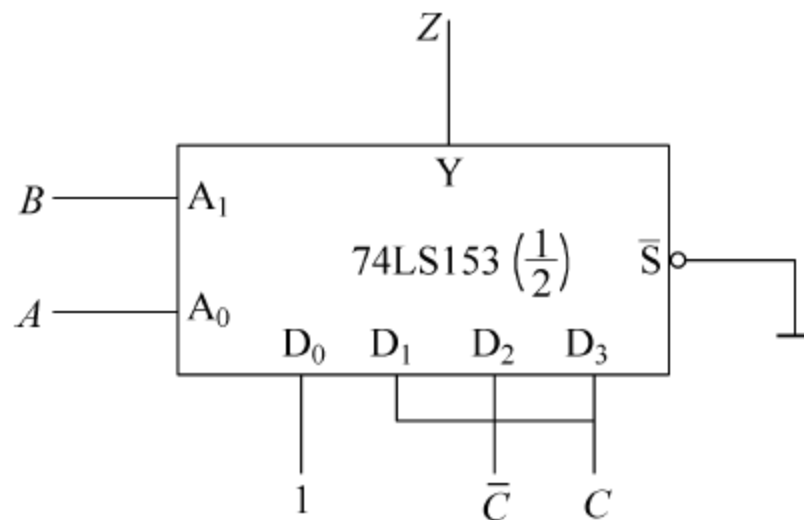 Z
Y
B A₁
74LS153 (1/2) S̅
A A₀
D₀ D₁ D₂ D₃
1 C̅ C